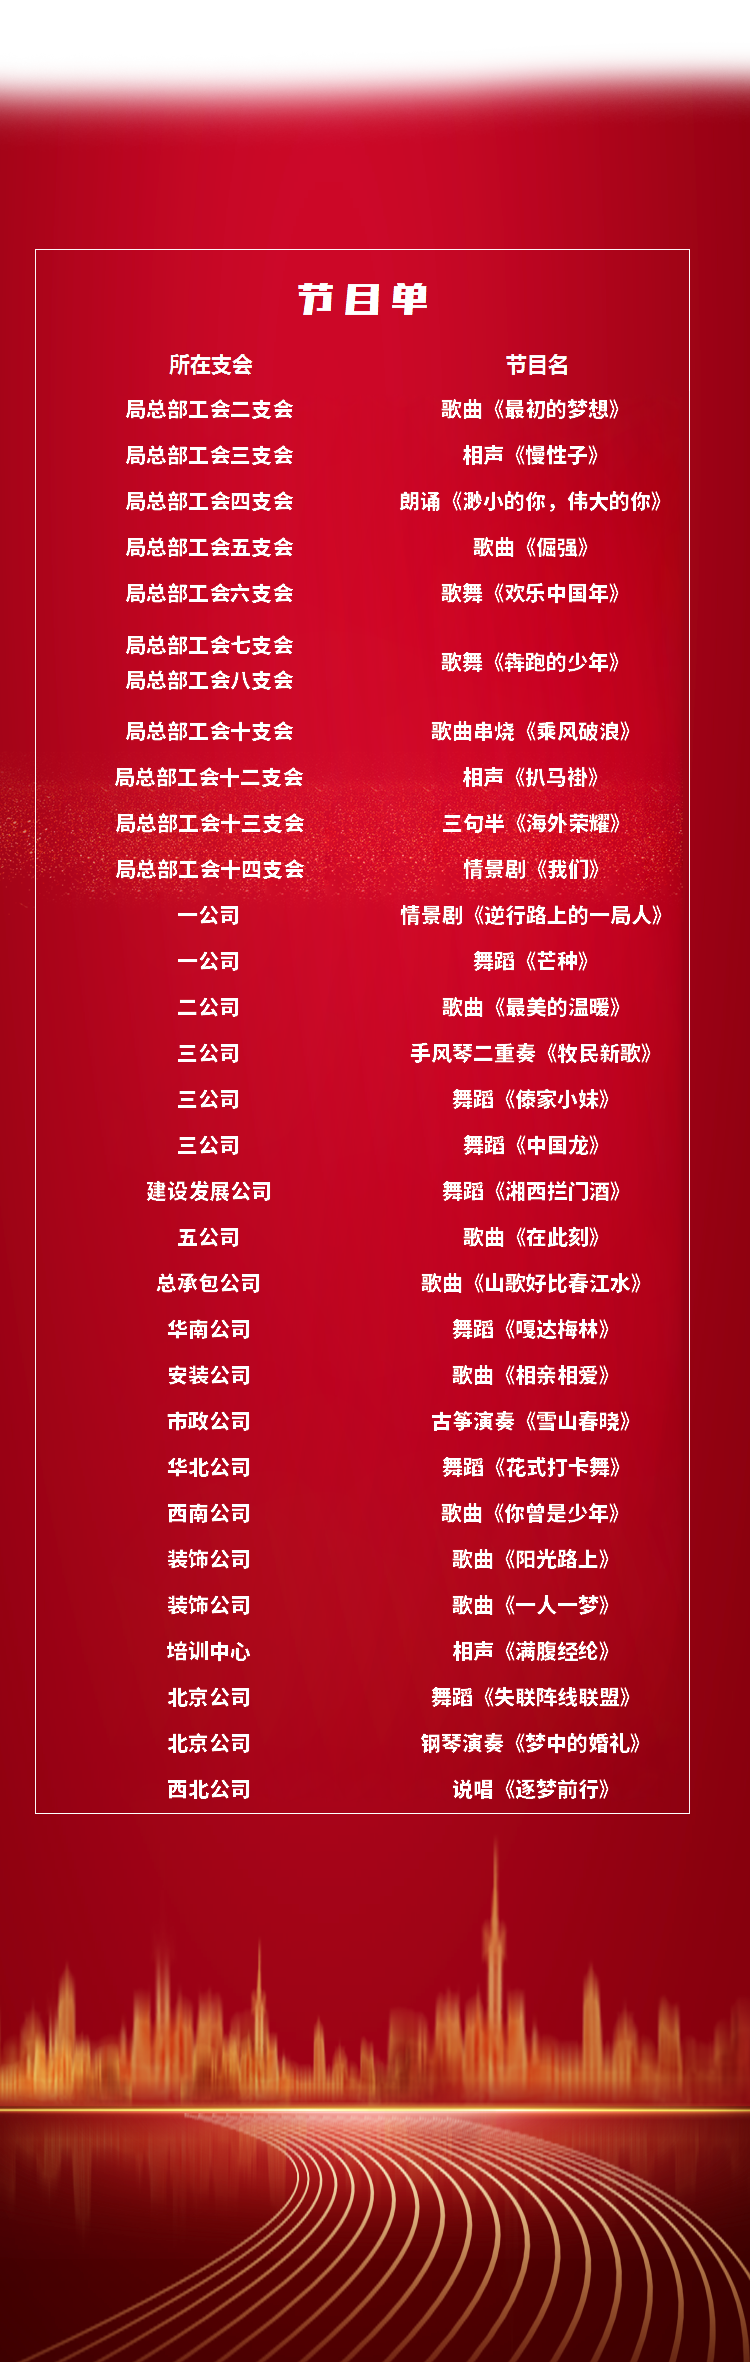 节目单
所在支会 节目名
局总部工会二支会 歌曲《最初的梦想》
局总部工会三支会 相声《慢性子》
局总部工会四支会 朗诵《渺小的你，伟大的你》
局总部工会五支会 歌曲《倔强》
局总部工会六支会 歌舞《欢乐中国年》
局总部工会七支会
局总部工会八支会
歌舞《犇跑的少年》
局总部工会十支会 歌曲串烧《乘风破浪》
局总部工会十二支会 相声《扒马褂》
局总部工会十三支会 三句半《海外荣耀》
局总部工会十四支会 情景剧《我们》
一公司 情景剧《逆行路上的一局人》
一公司 舞蹈《芒种》
二公司 歌曲《最美的温暖》
三公司 手风琴二重奏《牧民新歌》
三公司 舞蹈《傣家小妹》
三公司 舞蹈《中国龙》
建设发展公司 舞蹈《湘西拦门酒》
五公司 歌曲《在此刻》
总承包公司 歌曲《山歌好比春江水》
华南公司 舞蹈《嘎达梅林》
安装公司 歌曲《相亲相爱》
市政公司 古筝演奏《雪山春晓》
华北公司 舞蹈《花式打卡舞》
西南公司 歌曲《你曾是少年》
装饰公司 歌曲《阳光路上》
装饰公司 歌曲《一人一梦》
培训中心 相声《满腹经纶》
北京公司 舞蹈《失联阵线联盟》
北京公司 钢琴演奏《梦中的婚礼》
西北公司 说唱《逐梦前行》